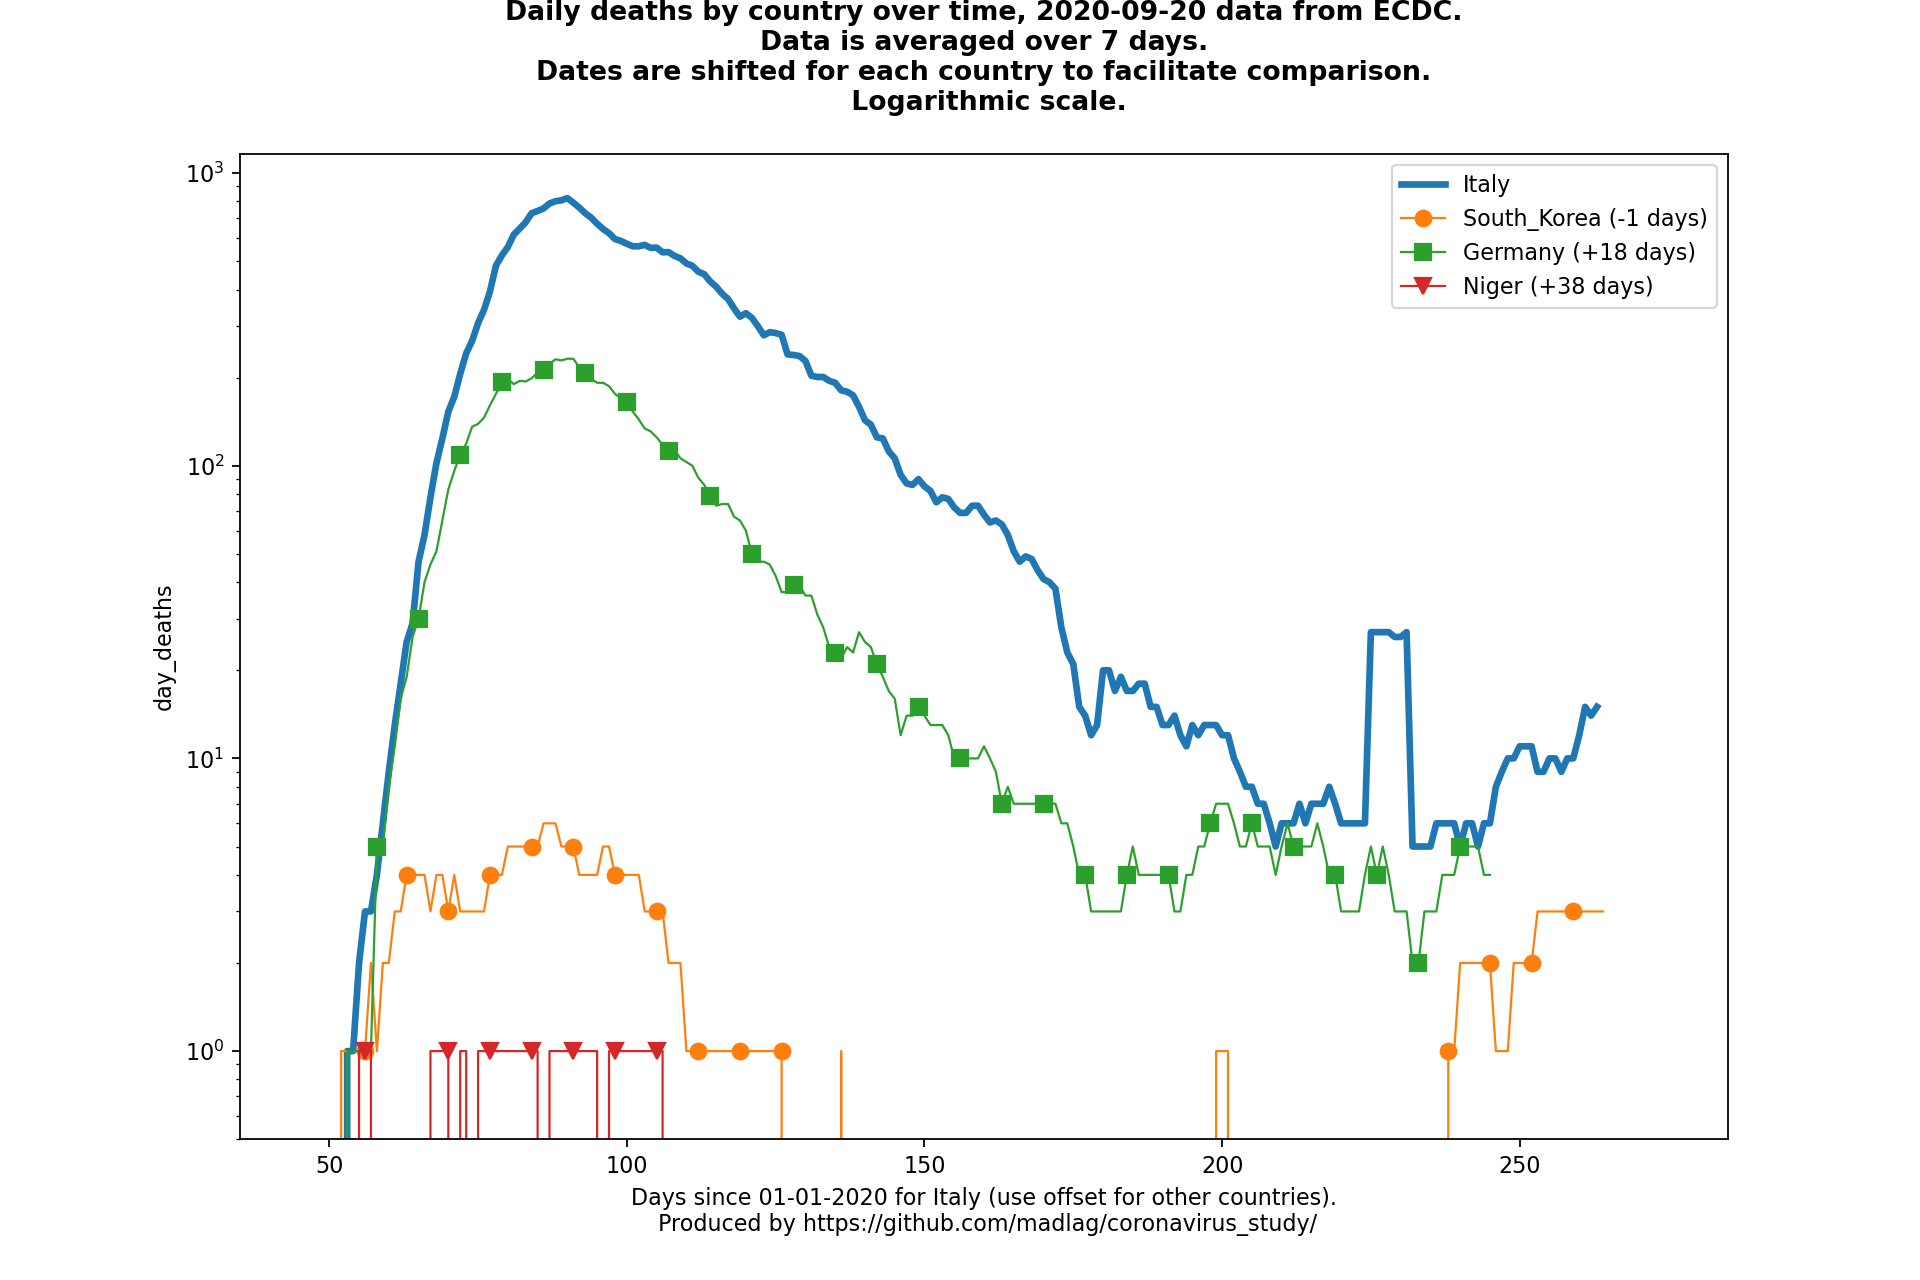 Daily deaths by country over time, 2020-09-20 data from ECDC.
Data is averaged over 7 days.
Dates are shifted for each country to facilitate comparison.
Logarithmic scale.
10³
10²
10¹
10⁰
day_deaths
Italy
South_Korea (-1 days)
Germany (+18 days)
Niger (+38 days)
50 100 150 200 250
Days since 01-01-2020 for Italy (use offset for other countries).
Produced by https://github.com/madlag/coronavirus_study/